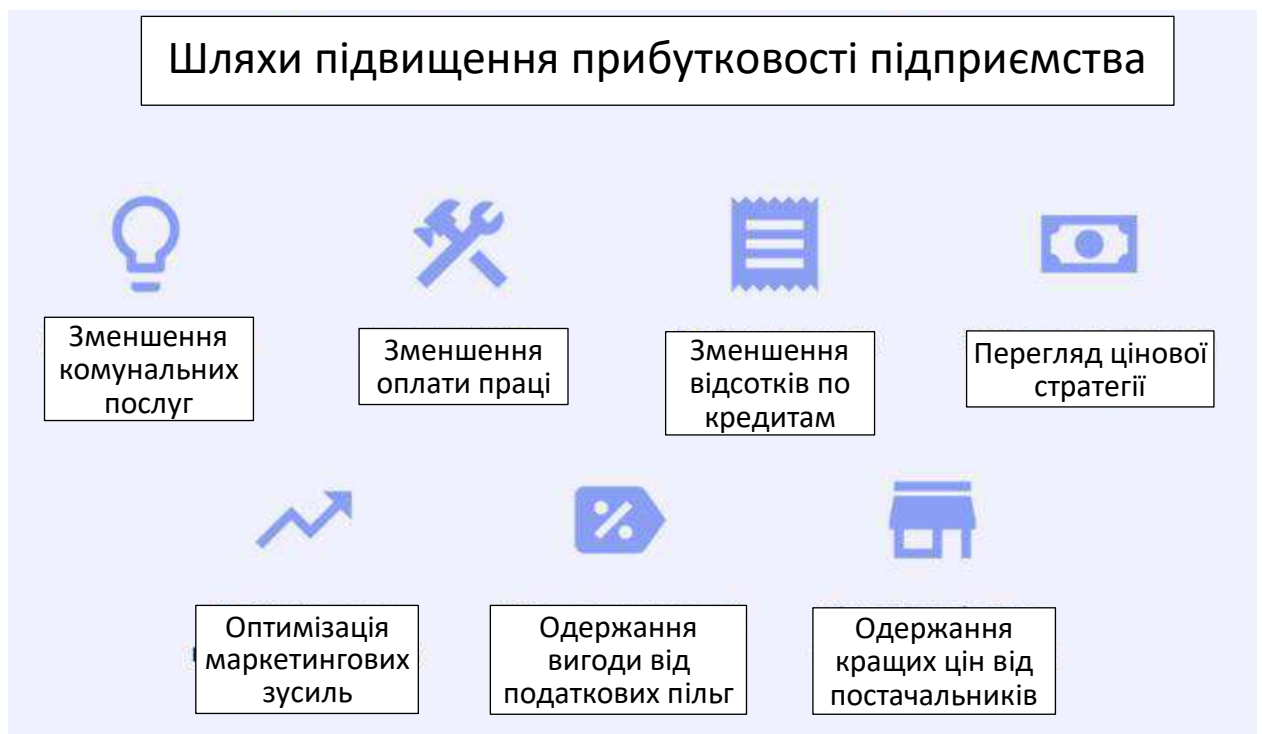 Шляхи підвищення прибутковості підприємства
Зменшення
комунальних
послуг
Зменшення
оплати праці
Зменшення
відсотків по
кредитам
Перегляд цінової
стратегії
Оптимізація
маркетингових
зусиль
Одержання
вигоди від
податкових пільг
Одержання
кращих цін від
постачальників